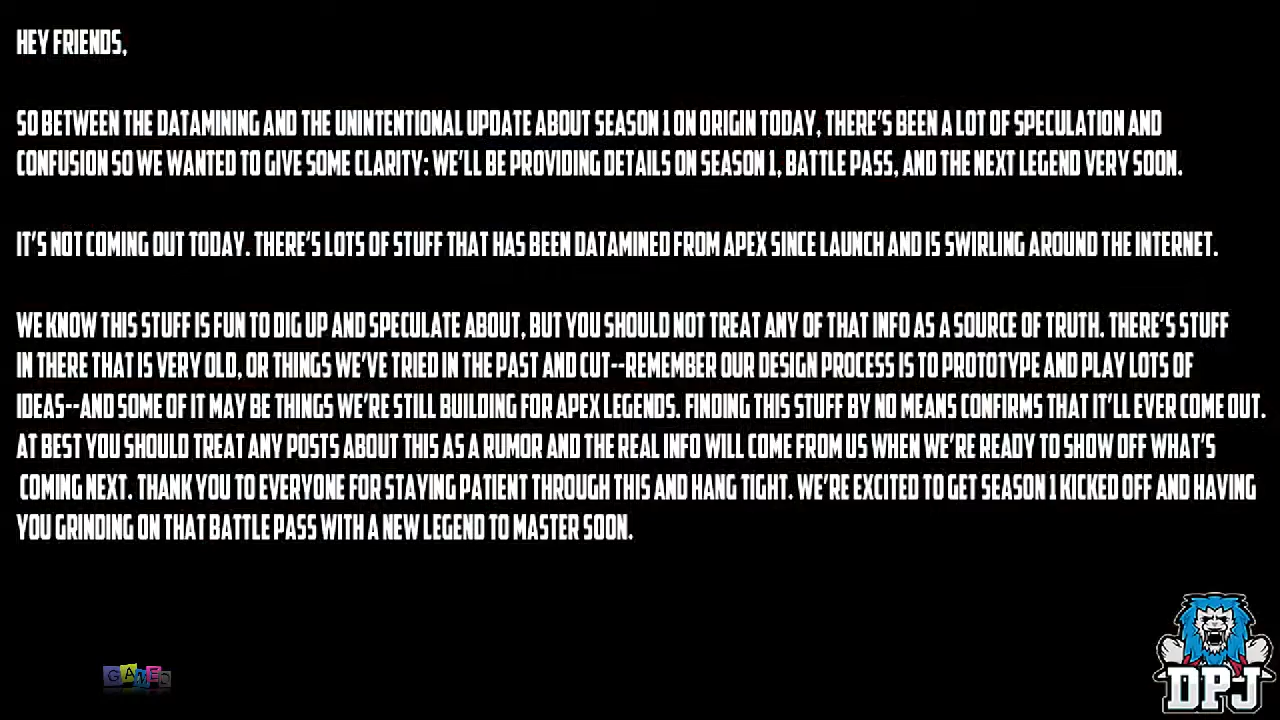 HEY FRIENDS,
SO BETWEEN THE DATAMINING AND THE UNINTENTIONAL UPDATE ABOUT SEASON 1 ON ORIGIN TODAY, THERE'S BEEN A LOT OF SPECULATION AND
CONFUSION SO WE WANTED TO GIVE SOME CLARITY: WE'LL BE PROVIDING DETAILS ON SEASON 1, BATTLE PASS, AND THE NEXT LEGEND VERY SOON.
IT'S NOT COMING OUT TODAY. THERE'S LOTS OF STUFF THAT HAS BEEN DATAMINED FROM APEX SINCE LAUNCH AND IS SWIRLING AROUND THE INTERNET.
WE KNOW THIS STUFF IS FUN TO DIG UP AND SPECULATE ABOUT, BUT YOU SHOULD NOT TREAT ANY OF THAT INFO AS A SOURCE OF TRUTH. THERE'S STUFF
IN THERE THAT IS VERY OLD, OR THINGS WE'VE TRIED IN THE PAST AND CUT--REMEMBER OUR DESIGN PROCESS IS TO PROTOTYPE AND PLAY LOTS OF
IDEAS--AND SOME OF IT MAY BE THINGS WE'RE STILL BUILDING FOR APEX LEGENDS. FINDING THIS STUFF BY NO MEANS CONFIRMS THAT IT'LL EVER COME OUT.
AT BEST YOU SHOULD TREAT ANY POSTS ABOUT THIS AS A RUMOR AND THE REAL INFO WILL COME FROM US WHEN WE'RE READY TO SHOW OFF WHAT'S
COMING NEXT. THANK YOU TO EVERYONE FOR STAYING PATIENT THROUGH THIS AND HANG TIGHT. WE'RE EXCITED TO GET SEASON 1 KICKED OFF AND HAVING
YOU GRINDING ON THAT BATTLE PASS WITH A NEW LEGEND TO MASTER SOON.
DPJ